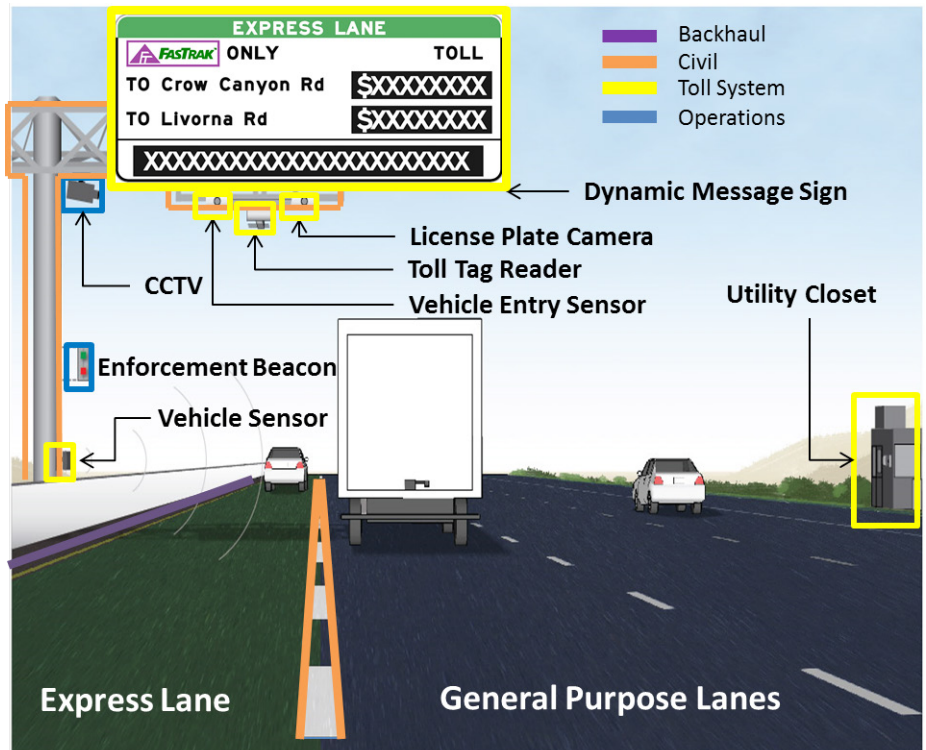 EXPRESS LANE
FASTRAK ONLY TOLL
TO Crow Canyon Rd $XXXXXXXX
TO Livorna Rd $XXXXXXXX
XXXXXXXXXXXXXXXXXXXXXXX
Backhaul
Civil
Toll System
Operations
Dynamic Message Sign
License Plate Camera
Toll Tag Reader
CCTV
Vehicle Entry Sensor
Utility Closet
Enforcement Beacon
Vehicle Sensor
Express Lane
General Purpose Lanes